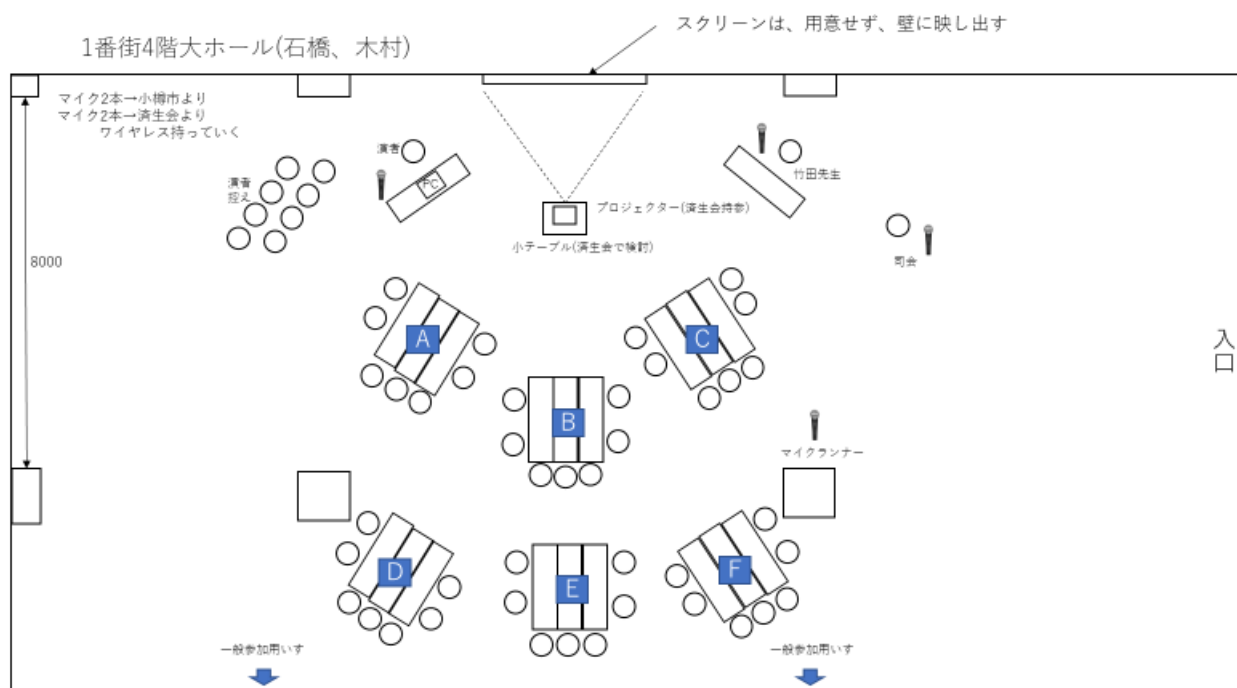 スクリーンは、用意せず、壁に映し出す
1番街4階大ホール(石橋、木村)
マイク2本→小樽市より
マイク2本→済生会より
ワイヤレス持っていく
演者
PC
演者
控え
竹田先生
プロジェクター(済生会持参)
小テーブル(済生会で検討)
司会
8000
入口
A
C
B
マイクランナー
D
E
F
一般参加用いす
一般参加用いす